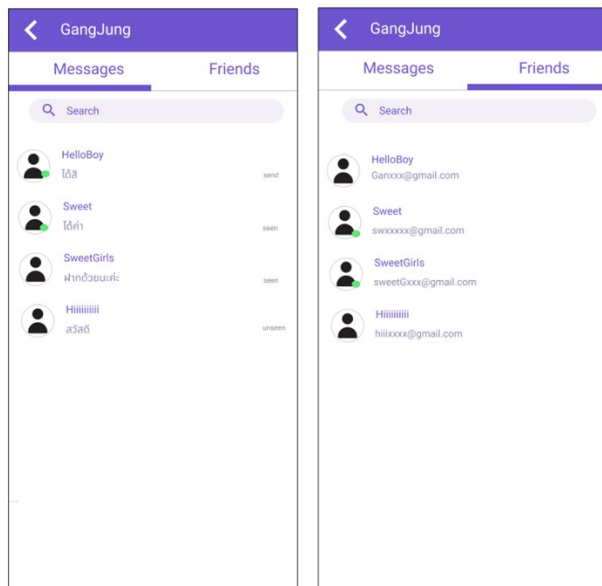 GangJung
Messages Friends
Search
HelloBoy
ได้สิ
send
Sweet
ได้ค่า
seen
SweetGirls
ฝากด้วยนะค่ะ
seen
Hiiiiiiiiii
สวัสดี
unseen
...
GangJung
Messages Friends
Search
HelloBoy
Ganxxx@gmail.com
Sweet
swxxxxx@gmail.com
SweetGirls
sweetGxxx@gmail.com
Hiiiiiiiiii
hiiixxxx@gmail.com